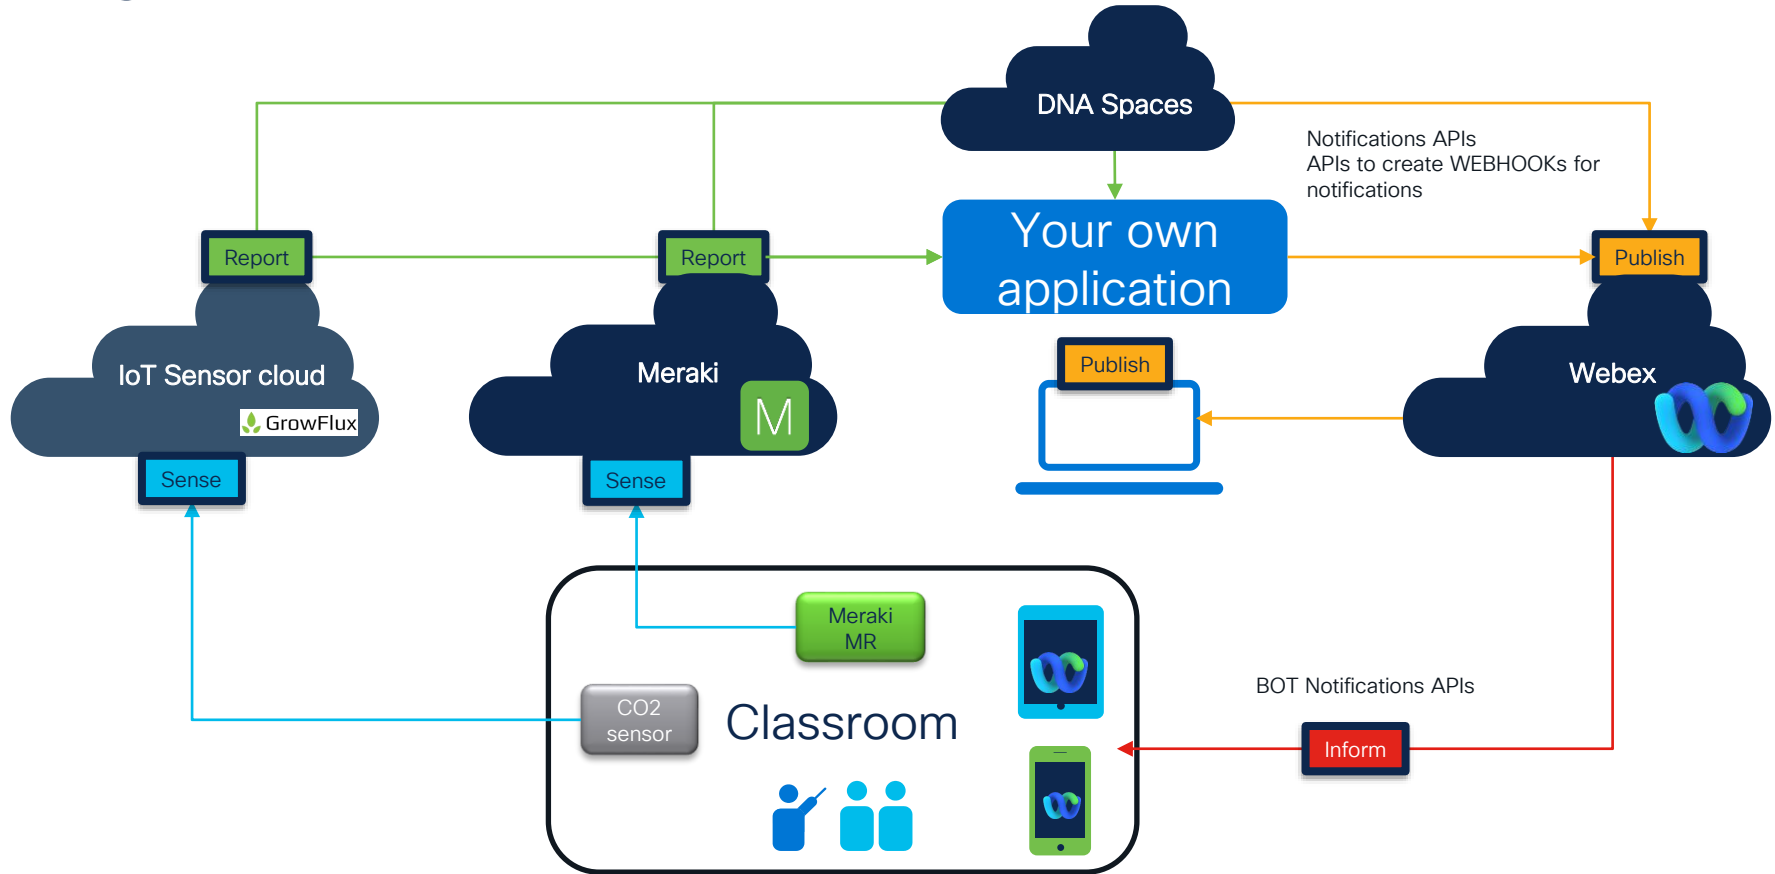 DNA Spaces
Notifications APIs
APIs to create WEBHOOKs for
notifications
Your own
application
Report
Report
Publish
Publish
IoT Sensor cloud
GrowFlux
Meraki
M
Webex
Sense
Sense
Meraki
MR
CO2
sensor
Classroom
BOT Notifications APIs
Inform